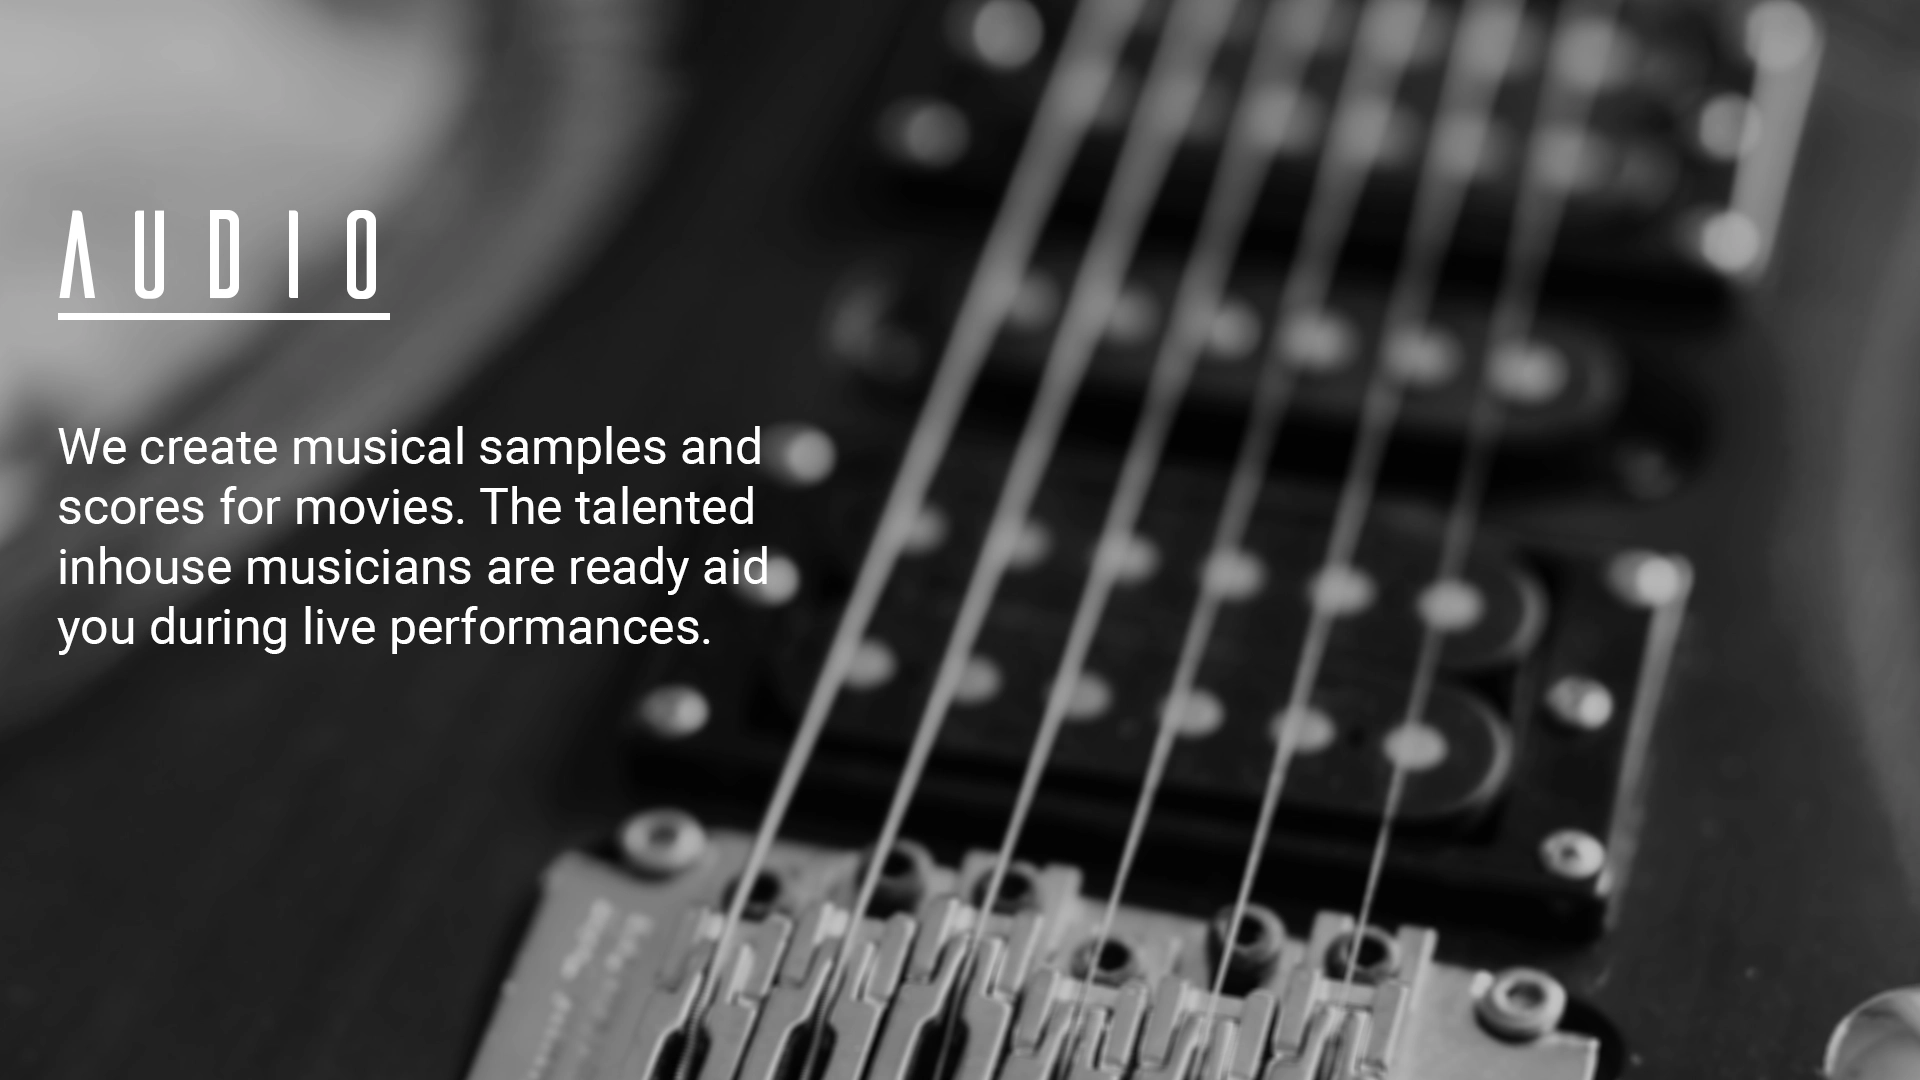 AUDIO
We create musical samples and
scores for movies. The talented
inhouse musicians are ready aid
you during live performances.